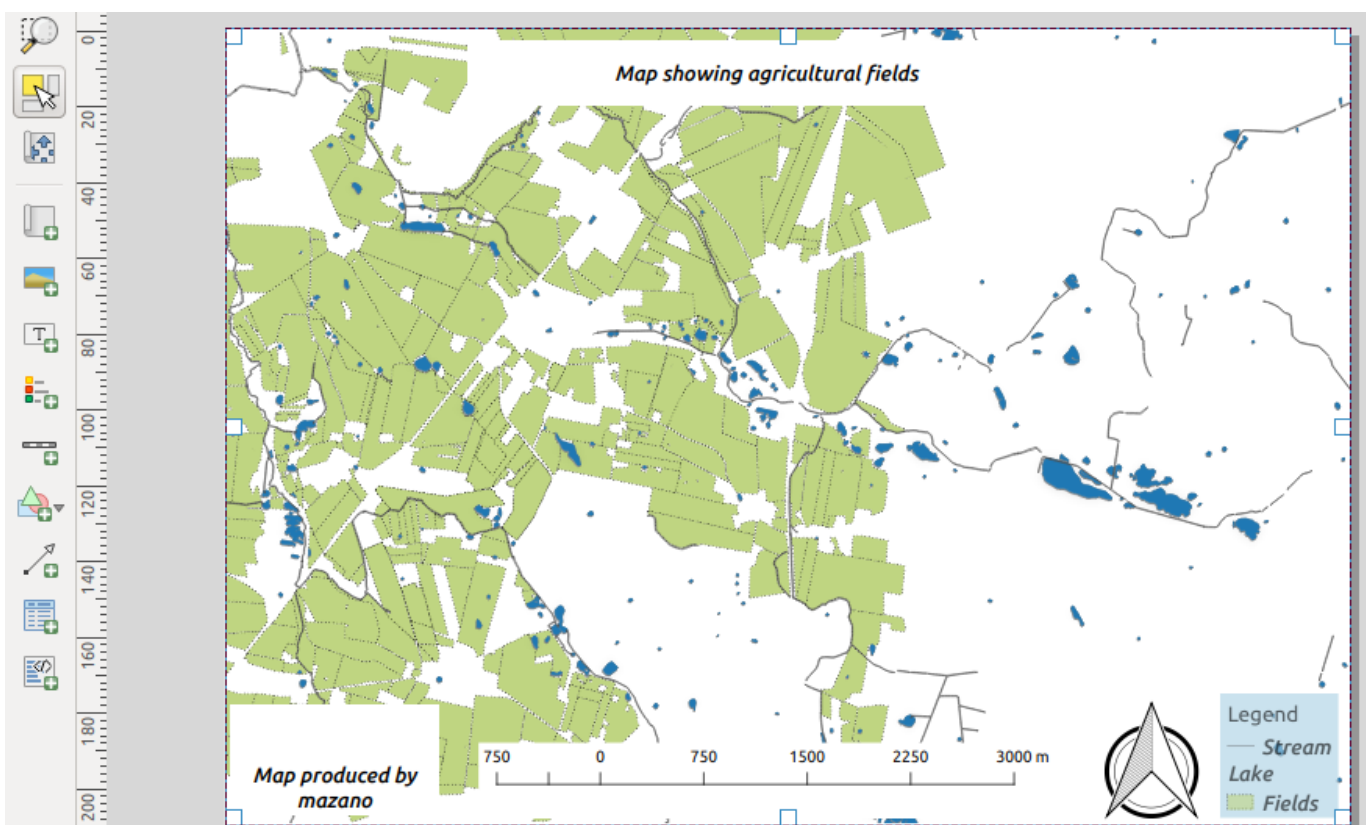 Map showing agricultural fields
0
20
40
60
80
100
120
140
160
180
200
T
Map produced by
mazano
750 0 750 1500 2250 3000 m
Legend
Stream
Lake
Fields